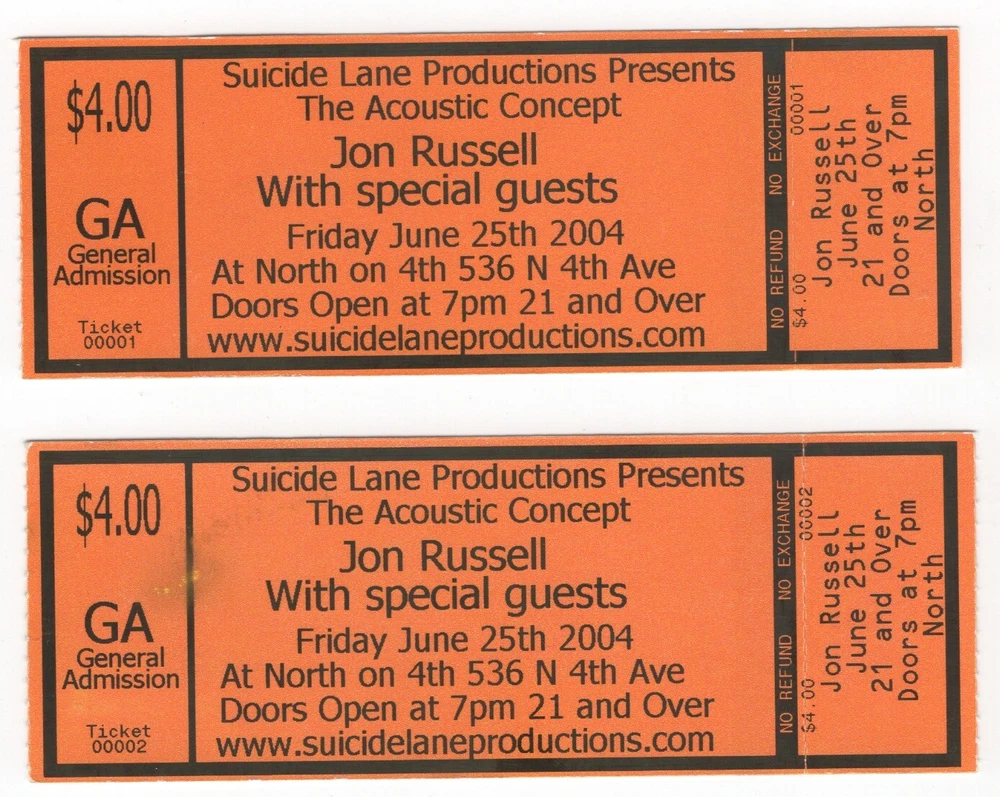 $4.00
GA
General
Admission
Ticket
00001
Suicide Lane Productions Presents
The Acoustic Concept
Jon Russell
With special guests
Friday June 25th 2004
At North on 4th 536 N 4th Ave
Doors Open at 7pm 21 and Over
www.suicidelaneproductions.com
NO REFUND NO EXCHANGE
$4.00 00001
Jon Russell
June 25th
21 and Over
Doors at 7pm
North
$4.00
GA
General
Admission
Ticket
00002
Suicide Lane Productions Presents
The Acoustic Concept
Jon Russell
With special guests
Friday June 25th 2004
At North on 4th 536 N 4th Ave
Doors Open at 7pm 21 and Over
www.suicidelaneproductions.com
NO REFUND NO EXCHANGE
$4.00 00002
Jon Russell
June 25th
21 and Over
Doors at 7pm
North